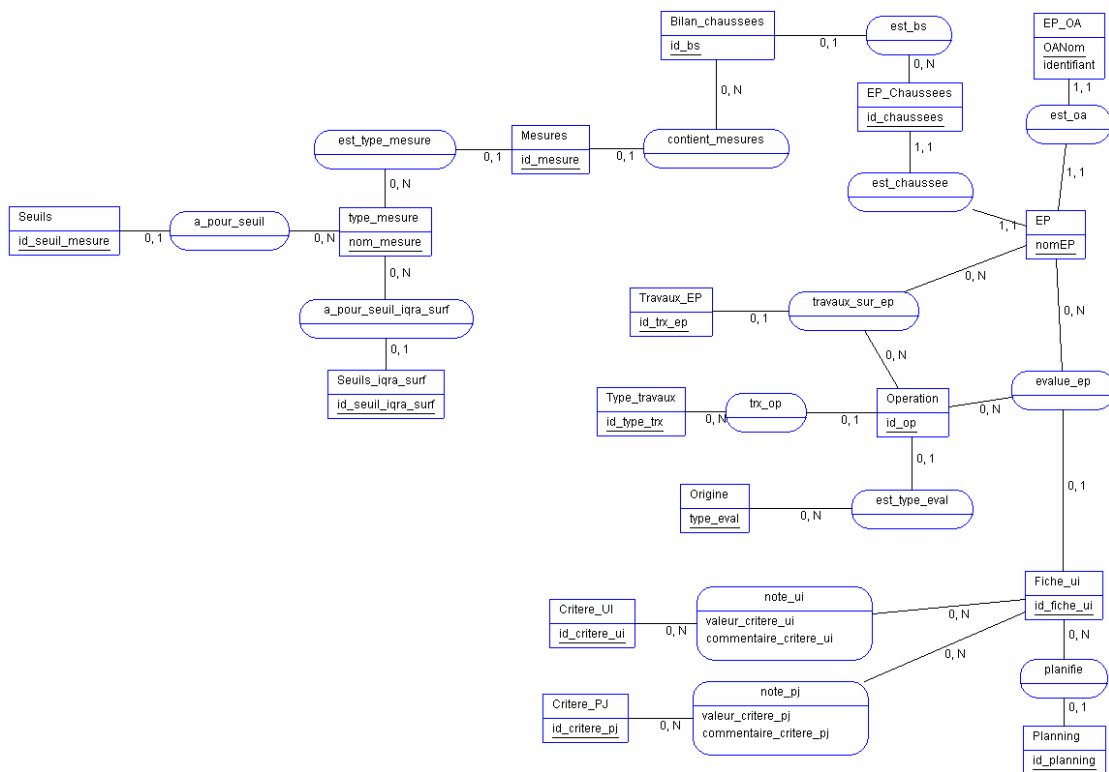 Bilan_chaussees
id_bs
0, 1
est_bs
EP_OA
OANom
identifiant
0, N
1, 1
0, N
EP_Chaussees
id_chaussees
est_oa
est_type_mesure
0, 1
Mesures
id_mesure
0, 1
contient_mesures
1, 1
1, 1
est_chaussee
0, N
Seuils
id_seuil_mesure
0, 1
a_pour_seuil
0, N
type_mesure
nom_mesure
1, 1
EP
nomEP
0, N
0, N
a_pour_seuil_iqra_surf
Travaux_EP
id_trx_ep
0, 1
travaux_sur_ep
0, N
0, 1
0, N
Seuils_iqra_surf
id_seuil_iqra_surf
Type_travaux
id_type_trx
0, N
trx_op
0, 1
Operation
id_op
0, N
evalue_ep
0, 1
0, 1
Origine
type_eval
0, N
est_type_eval
Fiche_ui
id_fiche_ui
Critere_UI
id_critere_ui
0, N
note_ui
valeur_critere_ui
commentaire_critere_ui
0, N
0, N
0, N
planifie
Critere_PJ
id_critere_pj
0, N
note_pj
valeur_critere_pj
commentaire_critere_pj
0, 1
Planning
id_planning